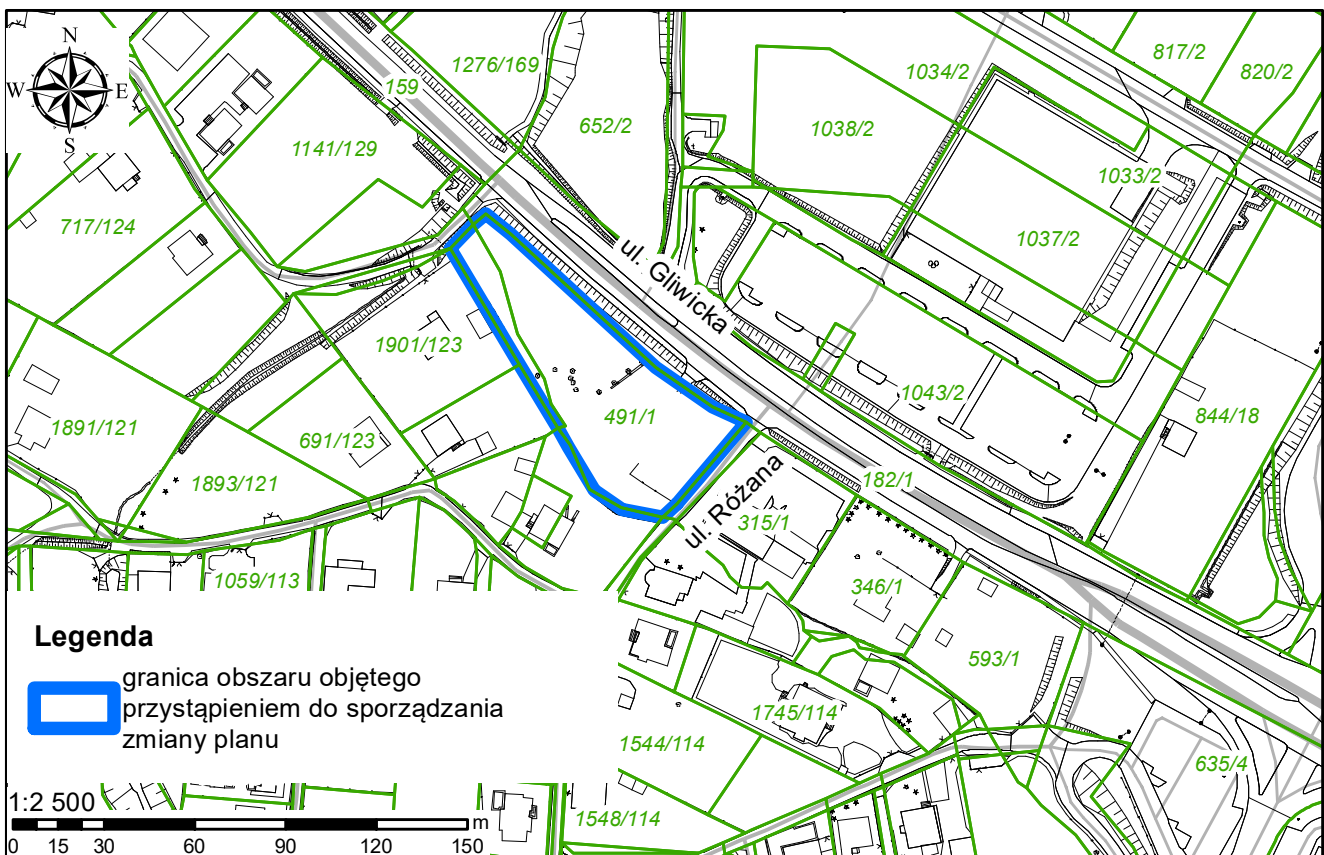 N
W E
S
159
1276/169
652/2
1034/2
817/2
820/2
1038/2
1141/129
1033/2
717/124
1037/2
ul. Gliwicka
1901/123
1043/2
491/1
844/18
1891/121
691/123
1893/121
182/1
ul. Różana
315/1
1059/113
346/1
593/1
1745/114
1544/114
635/4
1548/114
Legenda
granica obszaru objętego
przystąpieniem do sporządzania
zmiany planu
1:2 500
m
0 15 30 60 90 120 150